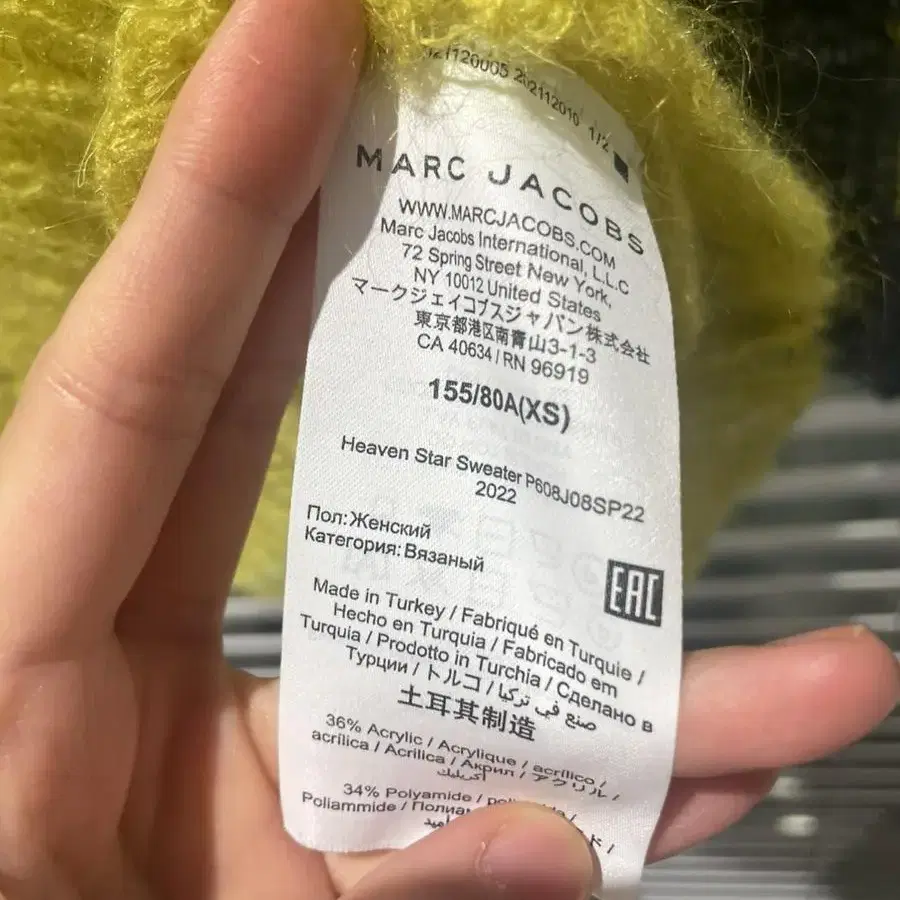 202112010 1/2
MARC JACOBS
WWW.MARCJACOBS.COM
Marc Jacobs International, L.L.C
72 Spring Street New York,
NY 10012 United States
マークジェイコブスジャパン株式会社
東京都港区南青山3-1-3
CA 40634 / RN 96919
155/80A(XS)
Heaven Star Sweater P608J08SP22
2022
Пол:Женский
Категория:Вязаный
EAC
Made in Turkey / Fabriqué en Turquie /
Hecho en Turquia / Fabricado em
Turquia / Prodotto in Turchia / Сделано в
Турции / トルコ / صنع في تركيا
土耳其制造
36% Acrylic / Acrylique / acrílico /
acrílica / Acrilica / Акрил / アクリル /
أكريليك
34% Polyamide /
Poliammide /